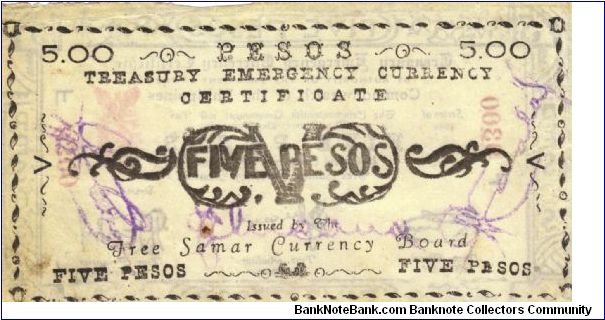 5.00 PESOS 5.00
TREASURY EMERGENCY CURRENCY
CERTIFICATE
V FIVE V PESOS V
Issued by The
Free Samar Currency Board
FIVE PESOS FIVE PESOS
BankNoteBank.com Banknote Collectors Community